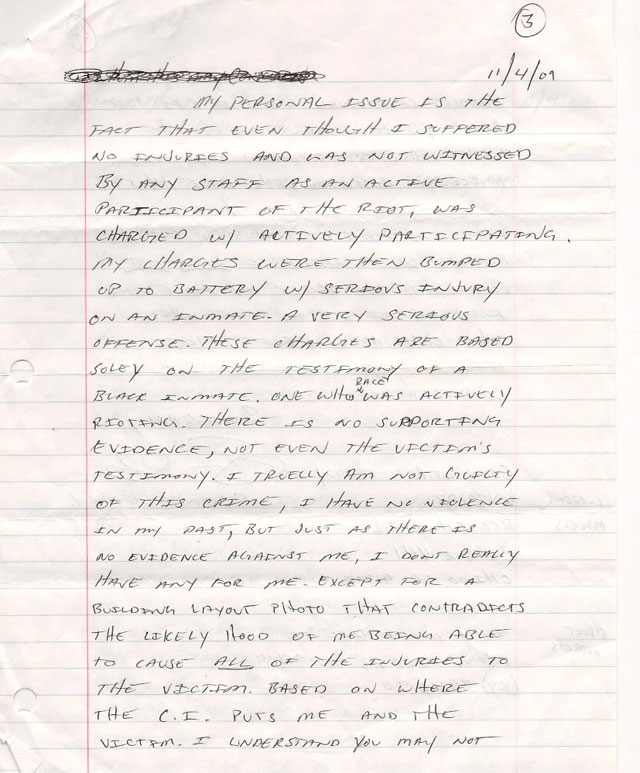 3
11/4/09
MY PERSONAL ISSUE IS THE
FACT THAT EVEN THOUGH I SUFFERED
NO INJURIES AND WAS NOT WITNESSED
BY ANY STAFF AS AN ACTIVE
PARTICIPANT OF THE RIOT, WAS
CHARGED W/ ACTIVELY PARTICIPATING.
MY CHARGES WERE THEN BUMPED
UP TO BATTERY W/ SERIOUS INJURY
ON AN INMATE. A VERY SERIOUS
OFFENSE. THESE CHARGES ARE BASED
SOLEY ON THE TESTIMONY OF A
BLACK INMATE. ONE WHO RACE WAS ACTIVELY
RIOTING. THERE IS NO SUPPORTING
EVIDENCE, NOT EVEN THE VICTIM'S
TESTIMONY. I TRUELLY AM NOT GUILTY
OF THIS CRIME, I HAVE NO VIOLENCE
IN MY PAST, BUT JUST AS THERE IS
NO EVIDENCE AGAINST ME, I DONT REALLY
HAVE ANY FOR ME. EXCEPT FOR A
BUILDING LAYOUT PHOTO THAT CONTRADICTS
THE LIKELY HOOD OF ME BEING ABLE
TO CAUSE ALL OF THE INJURIES TO
THE VICTIM. BASED ON WHERE
THE C.I. PUTS ME AND THE
VICTIM. I UNDERSTAND YOU MAY NOT